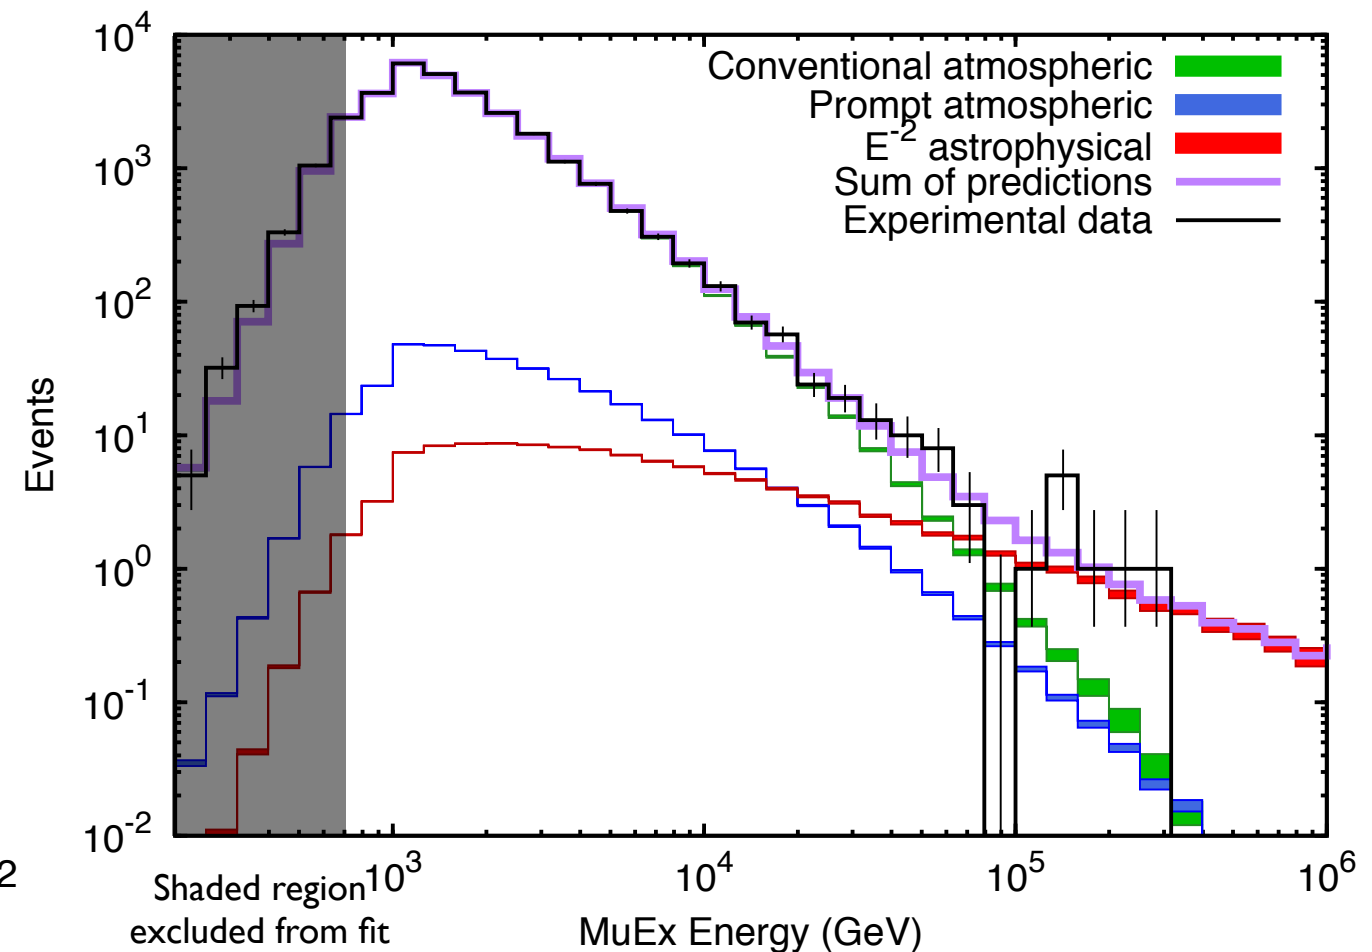 10^4
10^3
10^2
10^1
10^0
10^-1
10^-2
Events
Conventional atmospheric
Prompt atmospheric
E^-2 astrophysical
Sum of predictions
Experimental data
2
10^3 10^4 10^5 10^6
Shaded region
excluded from fit
MuEx Energy (GeV)